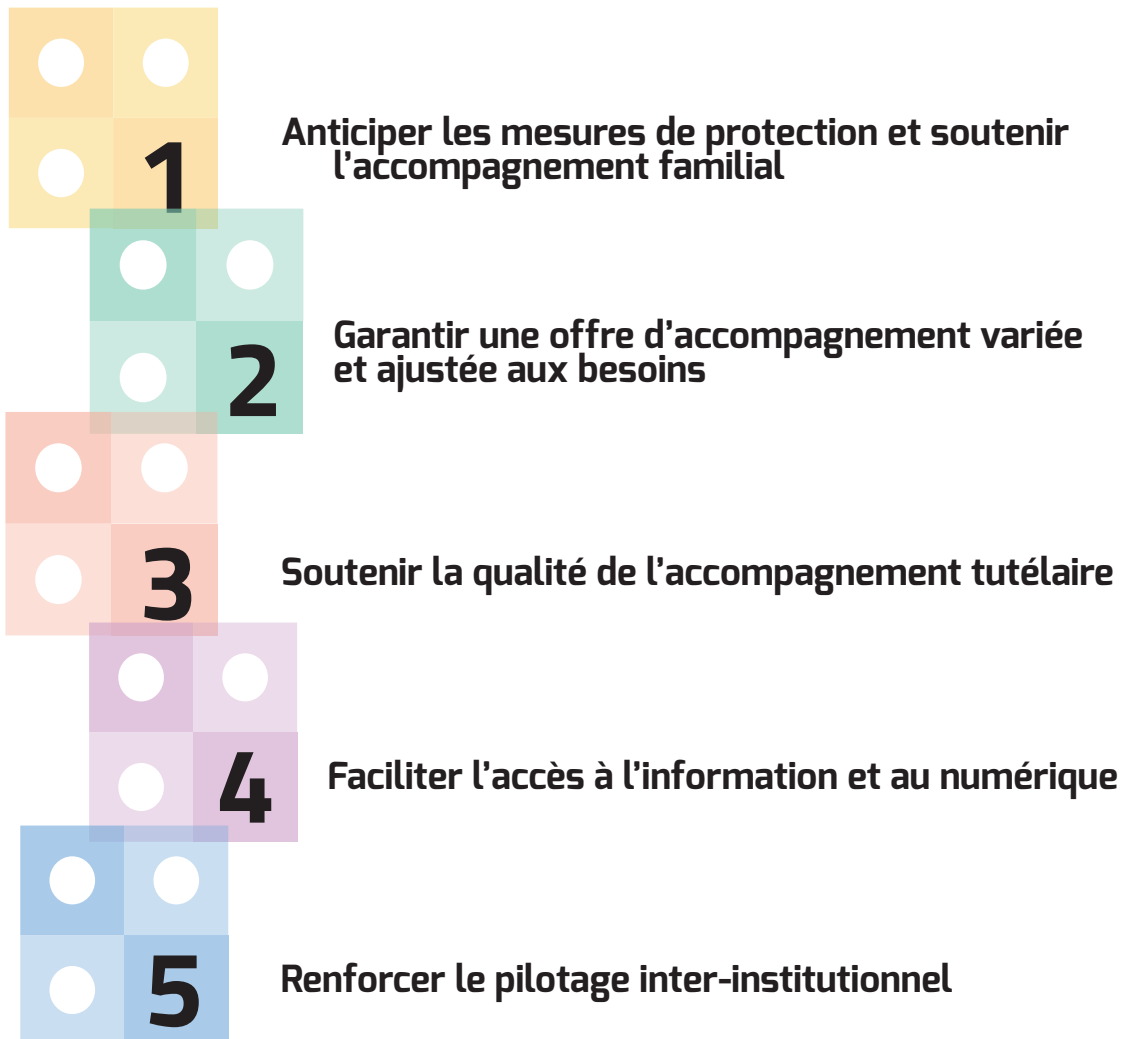 1
Anticiper les mesures de protection et soutenir
l’accompagnement familial
2
Garantir une offre d’accompagnement variée
et ajustée aux besoins
3
Soutenir la qualité de l’accompagnement tutélaire
4
Faciliter l’accès à l’information et au numérique
5
Renforcer le pilotage inter-institutionnel